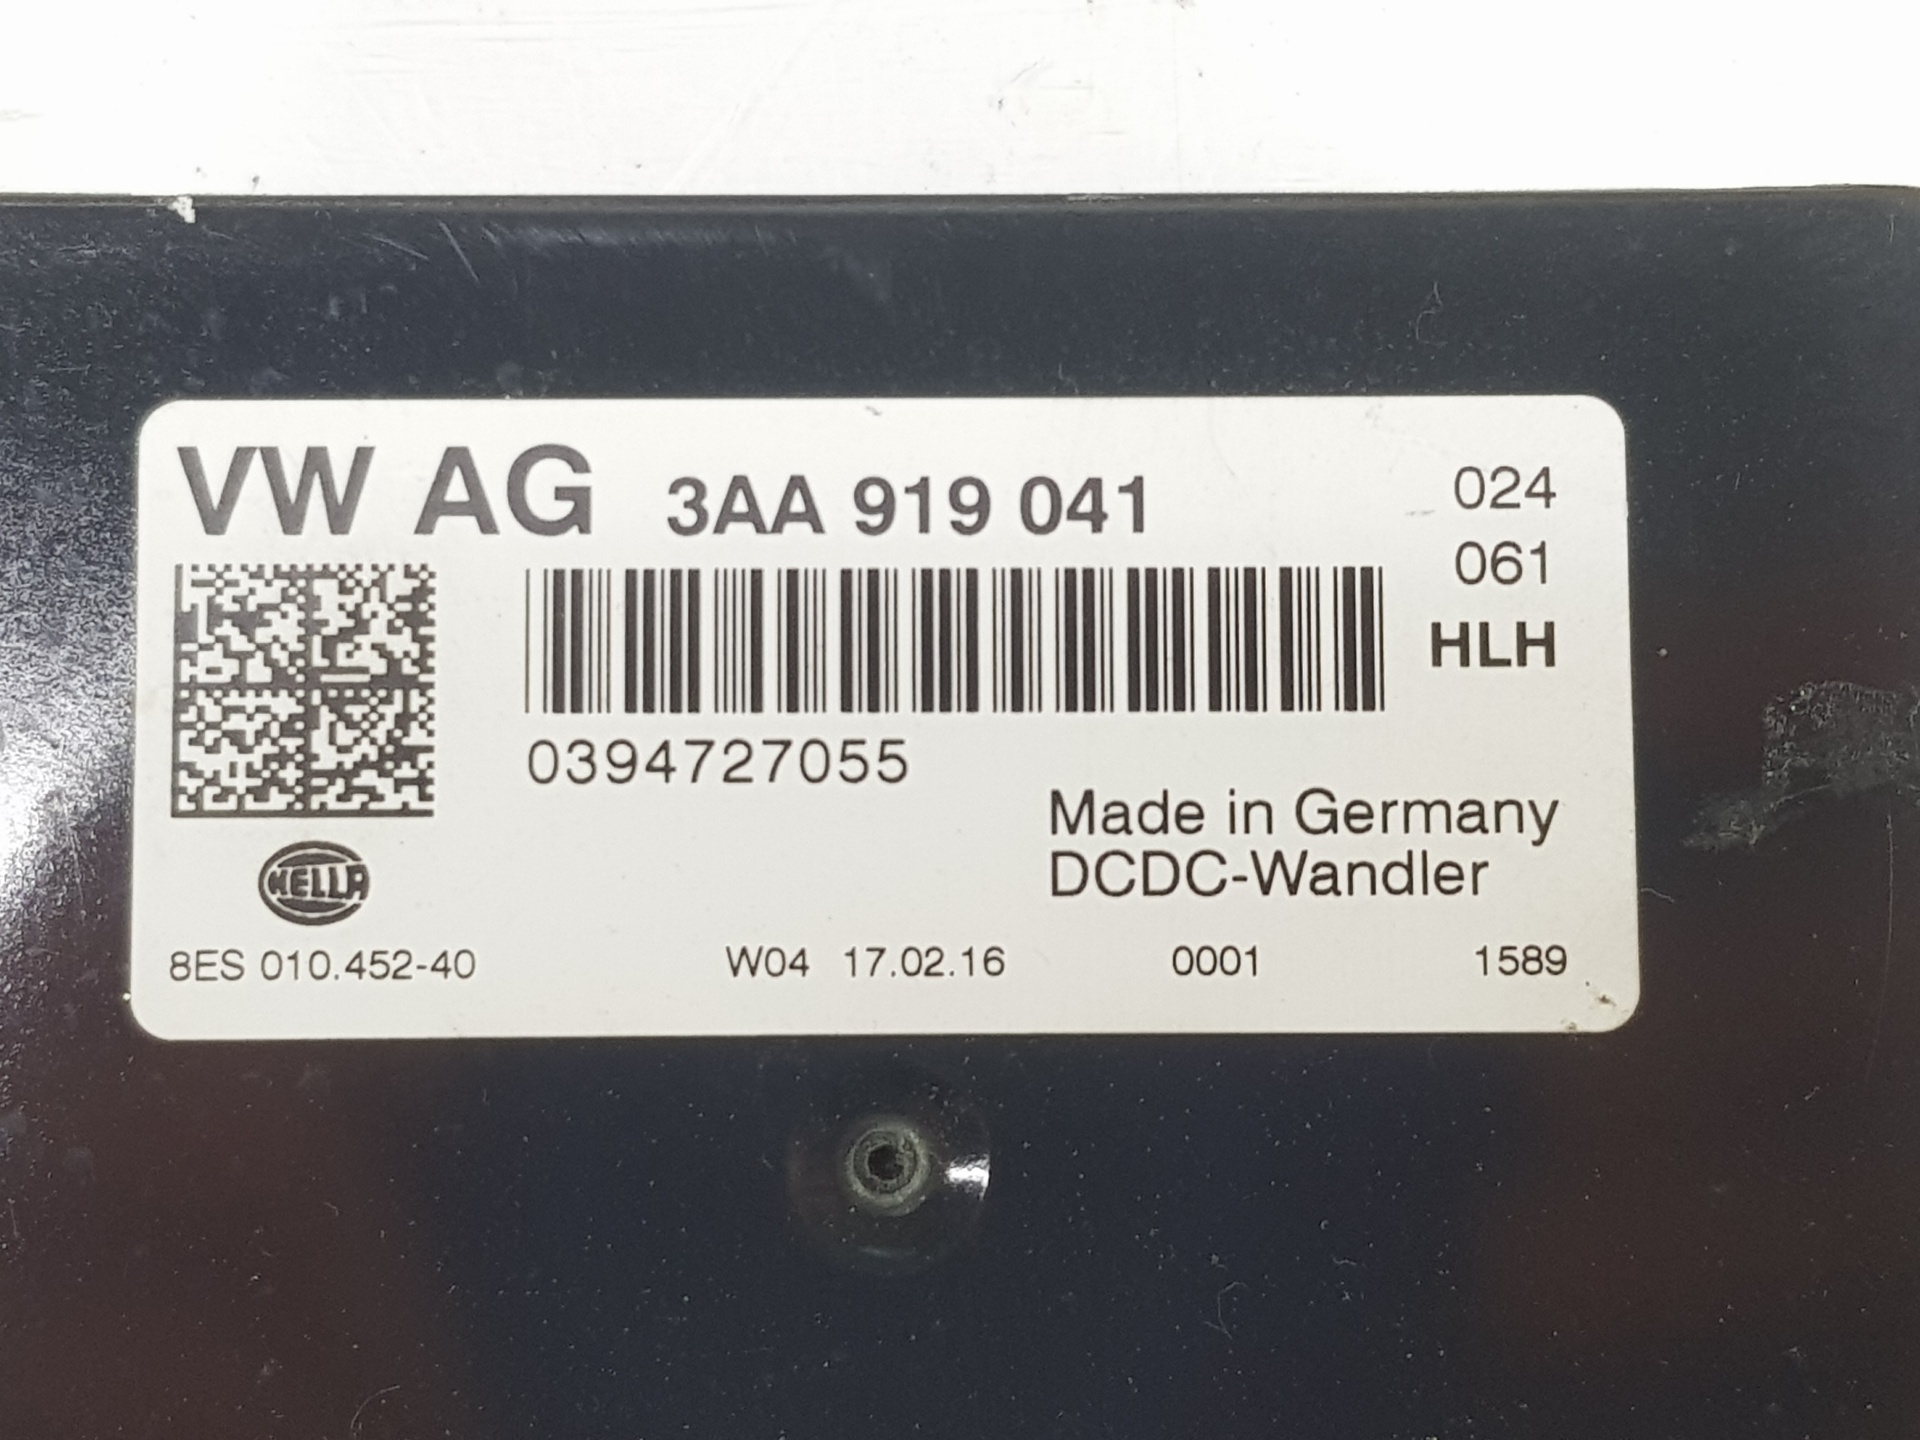 VW AG 3AA 919 041 024
061
HLH
0394727055
Made in Germany
DCDC-Wandler
HELLA
8ES 010.452-40 W04 17.02.16 0001 1589